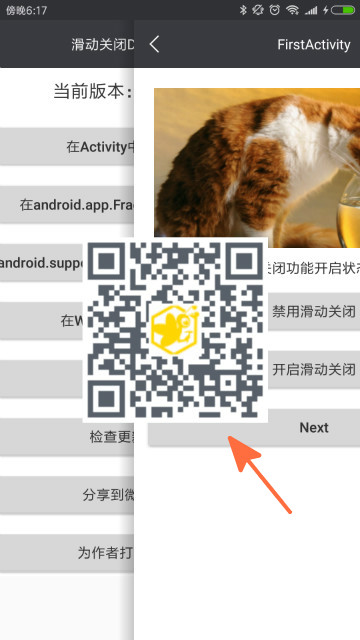 傍晚6:17
滑动关闭D
FirstActivity
当前版本：
在Activity中
在android.app.Frag
android.suppo
在W
检查更
分享到微
为作者打
关闭功能开启状态
禁用滑动关闭
开启滑动关闭
Next